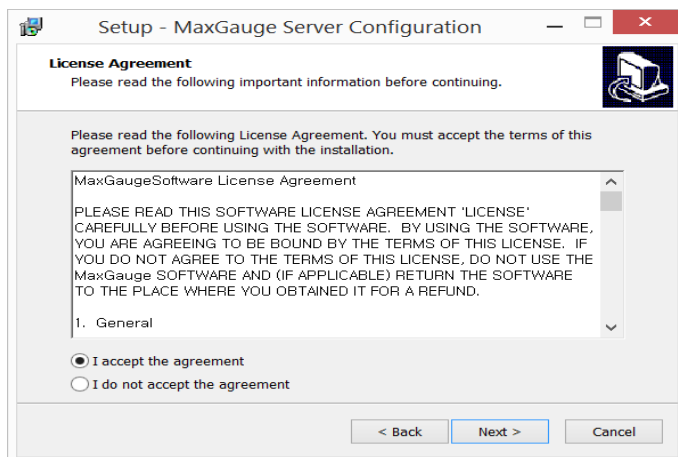 Setup - MaxGauge Server Configuration
License Agreement
Please read the following important information before continuing.
Please read the following License Agreement. You must accept the terms of this
agreement before continuing with the installation.
MaxGaugeSoftware License Agreement
PLEASE READ THIS SOFTWARE LICENSE AGREEMENT 'LICENSE'
CAREFULLY BEFORE USING THE SOFTWARE.  BY USING THE SOFTWARE,
YOU ARE AGREEING TO BE BOUND BY THE TERMS OF THIS LICENSE.  IF
YOU DO NOT AGREE TO THE TERMS OF THIS LICENSE, DO NOT USE THE
MaxGauge SOFTWARE AND (IF APPLICABLE) RETURN THE SOFTWARE
TO THE PLACE WHERE YOU OBTAINED IT FOR A REFUND.
1.  General
I accept the agreement
I do not accept the agreement
< Back Next > Cancel